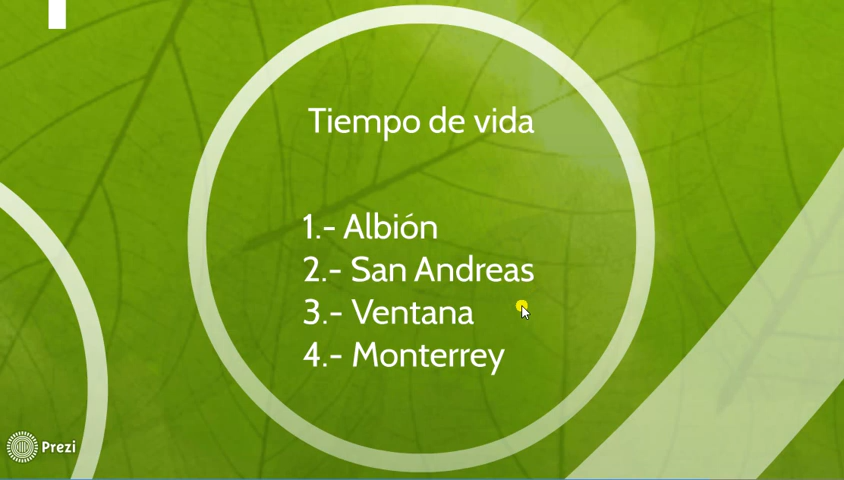 Tiempo de vida
1.- Albión
2.- San Andreas
3.- Ventana
4.- Monterrey
Prezi